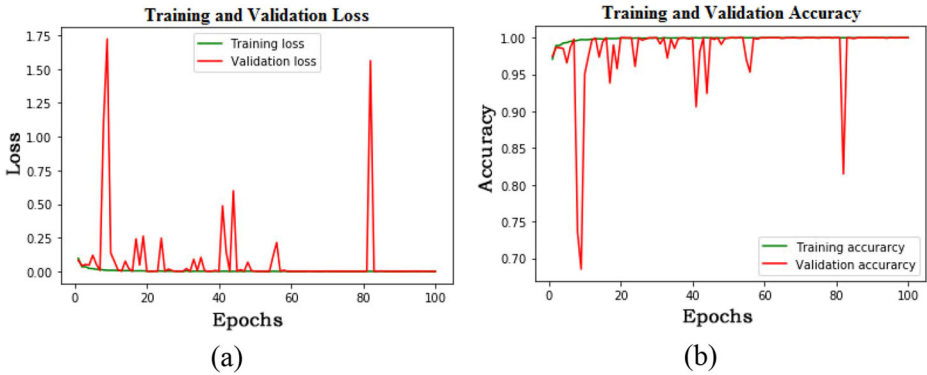 Training and Validation Loss
1.75
1.50
1.25
1.00
0.75
0.50
0.25
0.00
Loss
Training loss
Validation loss
0
20
40
60
80
100
Epochs
(a)
Training and Validation Accuracy
1.00
0.95
0.90
0.85
0.80
0.75
0.70
Accuracy
Training accurarcy
Validation accurarcy
0
20
40
60
80
100
Epochs
(b)